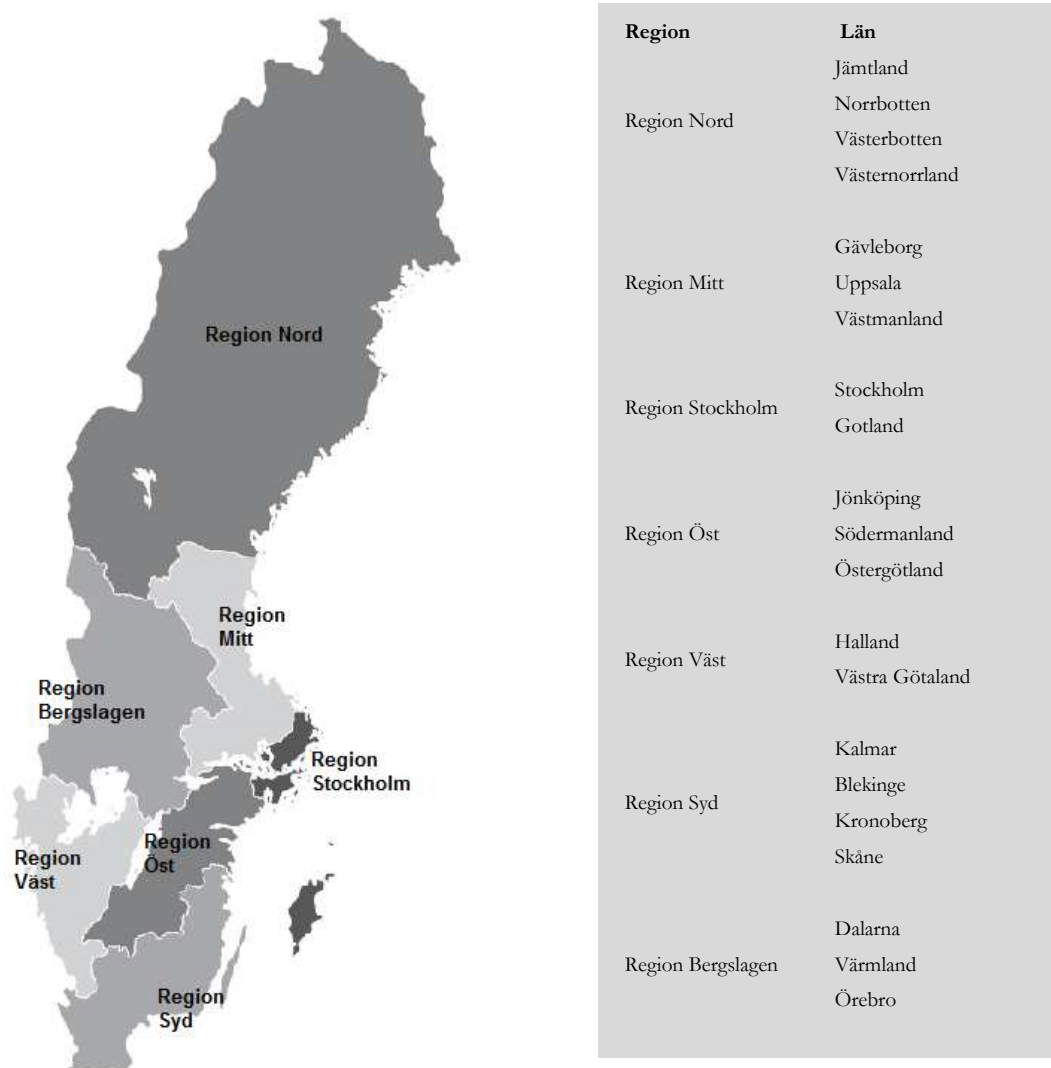 Region Nord
Region
Mitt
Region
Bergslagen
Region
Stockholm
Region
Öst
Region
Väst
Region
Syd
Region Län
Jämtland
Norrbotten
Region Nord
Västerbotten
Västernorrland
Gävleborg
Region Mitt Uppsala
Västmanland
Stockholm
Region Stockholm
Gotland
Jönköping
Region Öst Södermanland
Östergötland
Halland
Region Väst
Västra Götaland
Kalmar
Blekinge
Region Syd
Kronoberg
Skåne
Dalarna
Region Bergslagen Värmland
Örebro